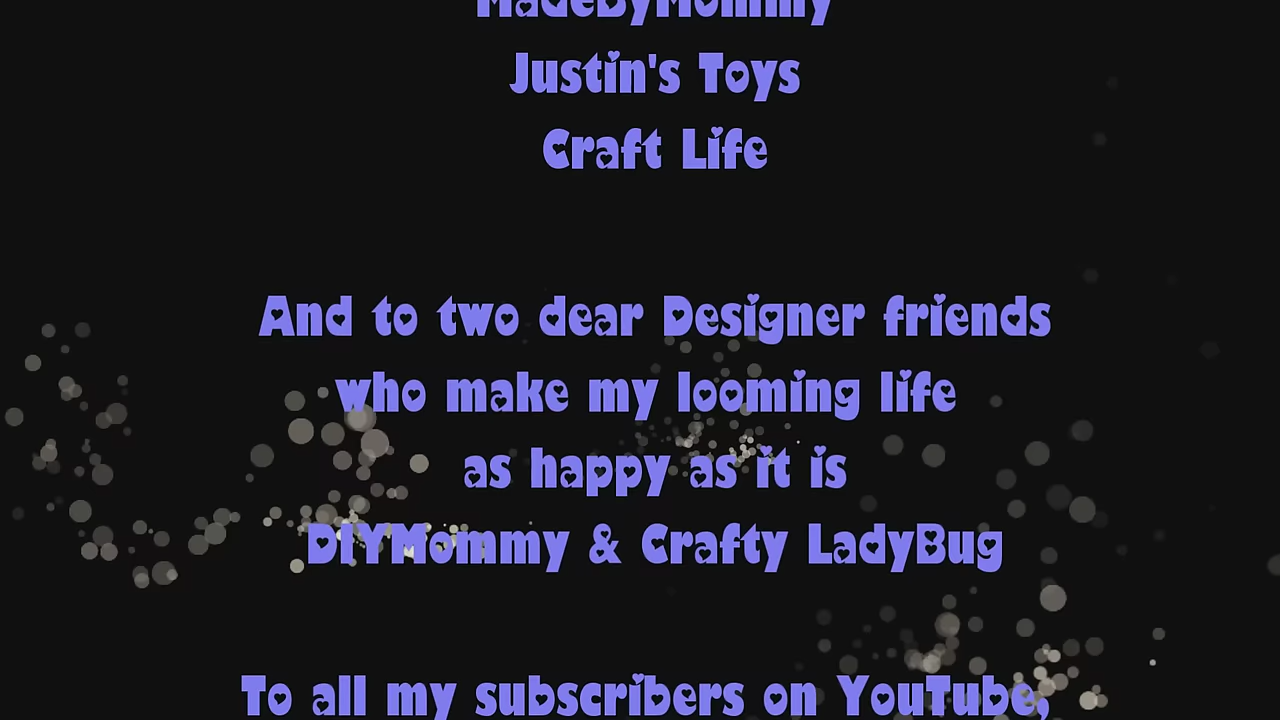 MadeByMommy
Justin's Toys
Craft Life
And to two dear Designer friends
who make my looming life
as happy as it is
DIYMommy & Crafty LadyBug
To all my subscribers on YouTube,